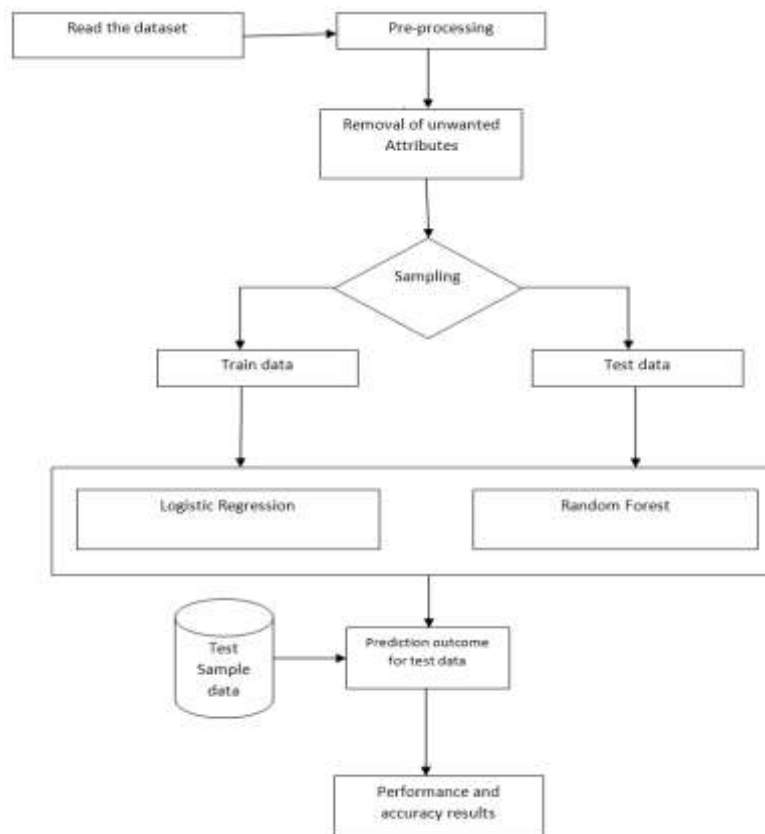 Read the dataset
Pre-processing
Removal of unwanted
Attributes
Sampling
Train data
Test data
Logistic Regression
Random Forest
Test
Sample
data
Prediction outcome
for test data
Performance and
accuracy results